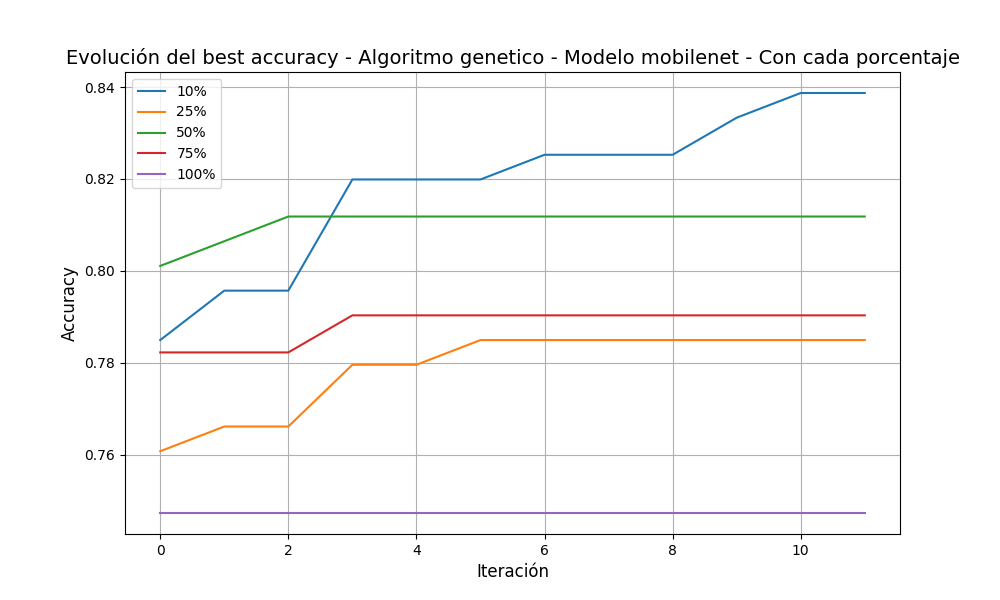 Evolución del best accuracy - Algoritmo genetico - Modelo mobilenet - Con cada porcentaje
10%
25%
50%
75%
100%
0.84
0.82
0.80
0.78
0.76
Accuracy
0 2 4 6 8 10
Iteración